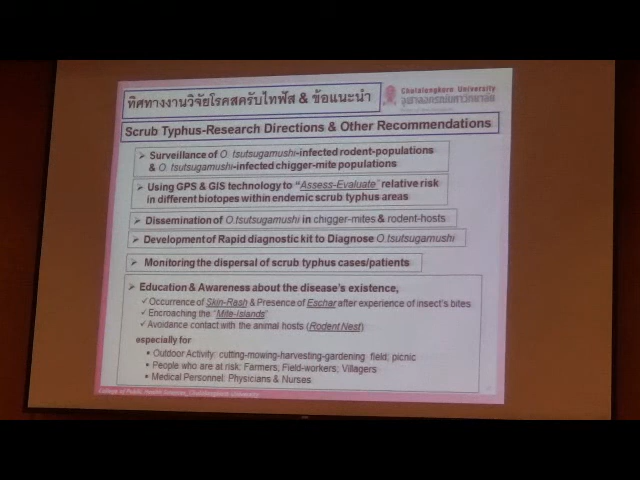 ทิศทางงานวิจัยโรคสครับไทฟัส & ข้อแนะนำ
Chulalongkorn University
จุฬาลงกรณ์มหาวิทยาลัย
Scrub Typhus-Research Directions & Other Recommendations
➢ Surveillance of O. tsutsugamushi-infected rodent-populations
& O. tsutsugamushi-infected chigger-mite populations
➢ Using GPS & GIS technology to "Assess-Evaluate" relative risk
in different biotopes within endemic scrub typhus areas
➢ Dissemination of O.tsutsugamushi in chigger-mites & rodent-hosts
➢ Development of Rapid diagnostic kit to Diagnose O.tsutsugamushi
➢ Monitoring the dispersal of scrub typhus cases/patients
➢ Education & Awareness about the disease's existence,
✓ Occurrence of Skin-Rash & Presence of Eschar after experience of insect's bites
✓ Encroaching the "Mite-Islands"
✓ Avoidance contact with the animal hosts (Rodent Nest)
especially for
▪ Outdoor Activity: cutting-mowing-harvesting-gardening field; picnic
▪ People who are at risk: Farmers, Field-workers; Villagers
▪ Medical Personnel: Physicians & Nurses
College of Public Health Sciences, Chulalongkorn University